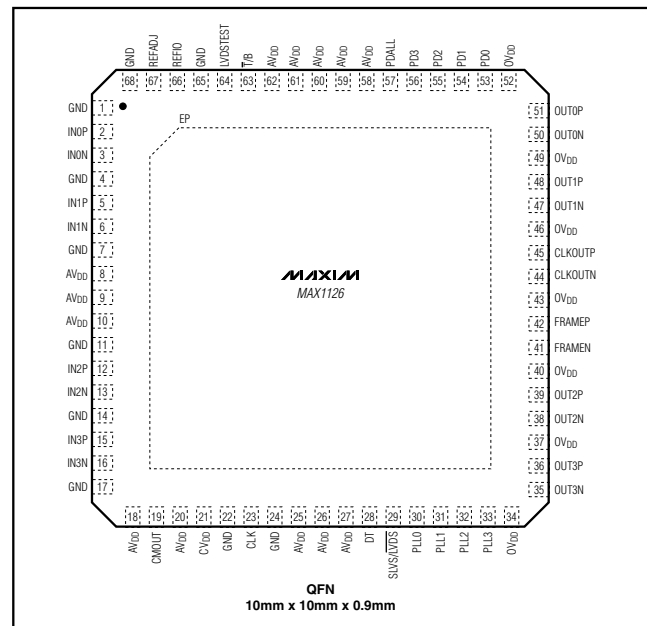 68 GND
67 REFADJ
66 REFIO
65 GND
64 LVDSTEST
63 T/B
62 AVDD
61 AVDD
60 AVDD
59 AVDD
58 AVDD
57 PDALL
56 PD3
55 PD2
54 PD1
53 PD0
52 OVDD
GND 1
IN0P 2
IN0N 3
GND 4
IN1P 5
IN1N 6
GND 7
AVDD 8
AVDD 9
AVDD 10
GND 11
IN2P 12
IN2N 13
GND 14
IN3P 15
IN3N 16
GND 17
EP
MAXIM
MAX1126
51 OUT0P
50 OUT0N
49 OVDD
48 OUT1P
47 OUT1N
46 OVDD
45 CLKOUTP
44 CLKOUTN
43 OVDD
42 FRAMEP
41 FRAMEN
40 OVDD
39 OUT2P
38 OUT2N
37 OVDD
36 OUT3P
35 OUT3N
18 AVDD
19 CMOUT
20 AVDD
21 CVDD
22 GND
23 CLK
24 GND
25 AVDD
26 AVDD
27 AVDD
28 DT
29 SLVS/LVDS
30 PLL0
31 PLL1
32 PLL2
33 PLL3
34 OVDD
QFN
10mm x 10mm x 0.9mm